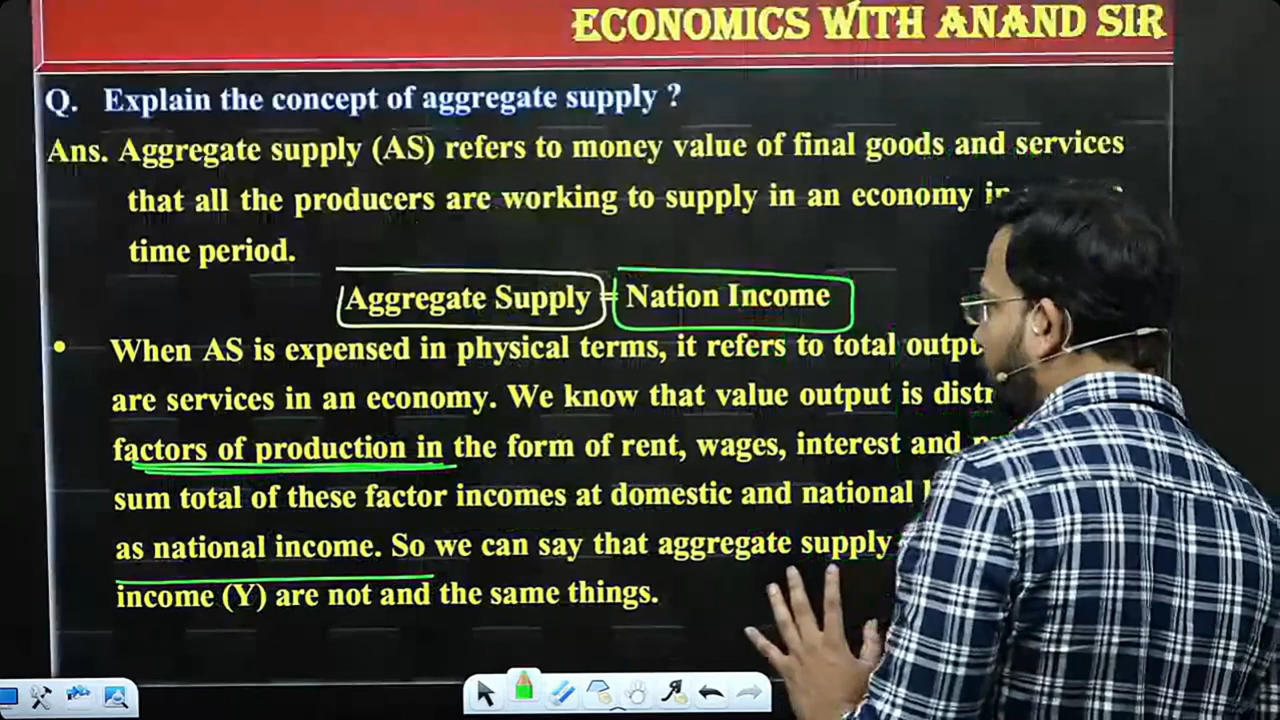 ECONOMICS WITH ANAND SIR
Q. Explain the concept of aggregate supply ?
Ans. Aggregate supply (AS) refers to money value of final goods and services
that all the producers are working to supply in an economy
time period.
Aggregate Supply = Nation Income
• When AS is expensed in physical terms, it refers to total
are services in an economy. We know that value output is
factors of production in the form of rent, wages, interest and
sum total of these factor incomes at domestic and national
as national income. So we can say that aggregate supply
income (Y) are not and the same things.